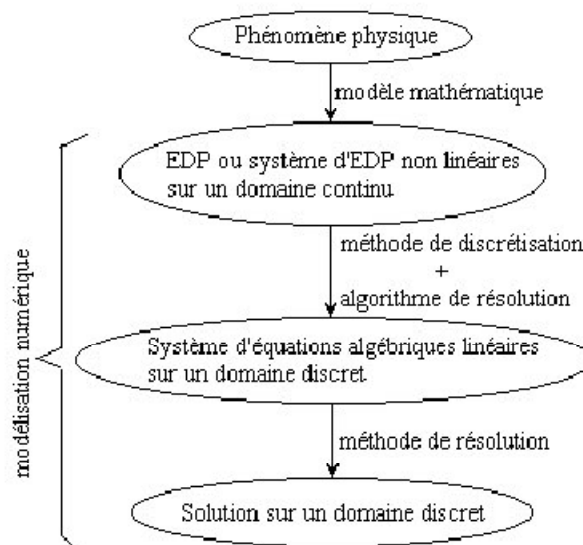 Phénomène physique
modèle mathématique
EDP ou système d'EDP non linéaires
sur un domaine continu
méthode de discrétisation
+
algorithme de résolution
modélisation numérique
Système d'équations algébriques linéaires
sur un domaine discret
méthode de résolution
Solution sur un domaine discret